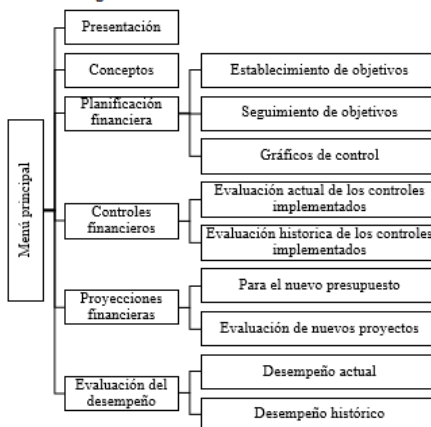 Menú principal
Presentación
Conceptos
Planificación
financiera
Establecimiento de objetivos
Seguimiento de objetivos
Gráficos de control
Controles
financieros
Evaluación actual de los controles
implementados
Evaluación historica de los controles
implementados
Proyecciones
financieras
Para el nuevo presupuesto
Evaluación de nuevos proyectos
Evaluación del
desempeño
Desempeño actual
Desempeño histórico